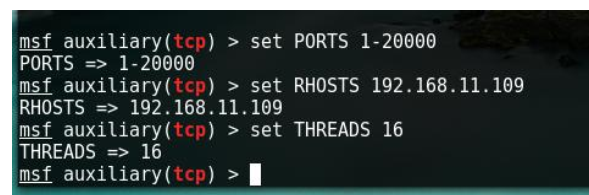 msf auxiliary(tcp) > set PORTS 1-20000
PORTS => 1-20000
msf auxiliary(tcp) > set RHOSTS 192.168.11.109
RHOSTS => 192.168.11.109
msf auxiliary(tcp) > set THREADS 16
THREADS => 16
msf auxiliary(tcp) >